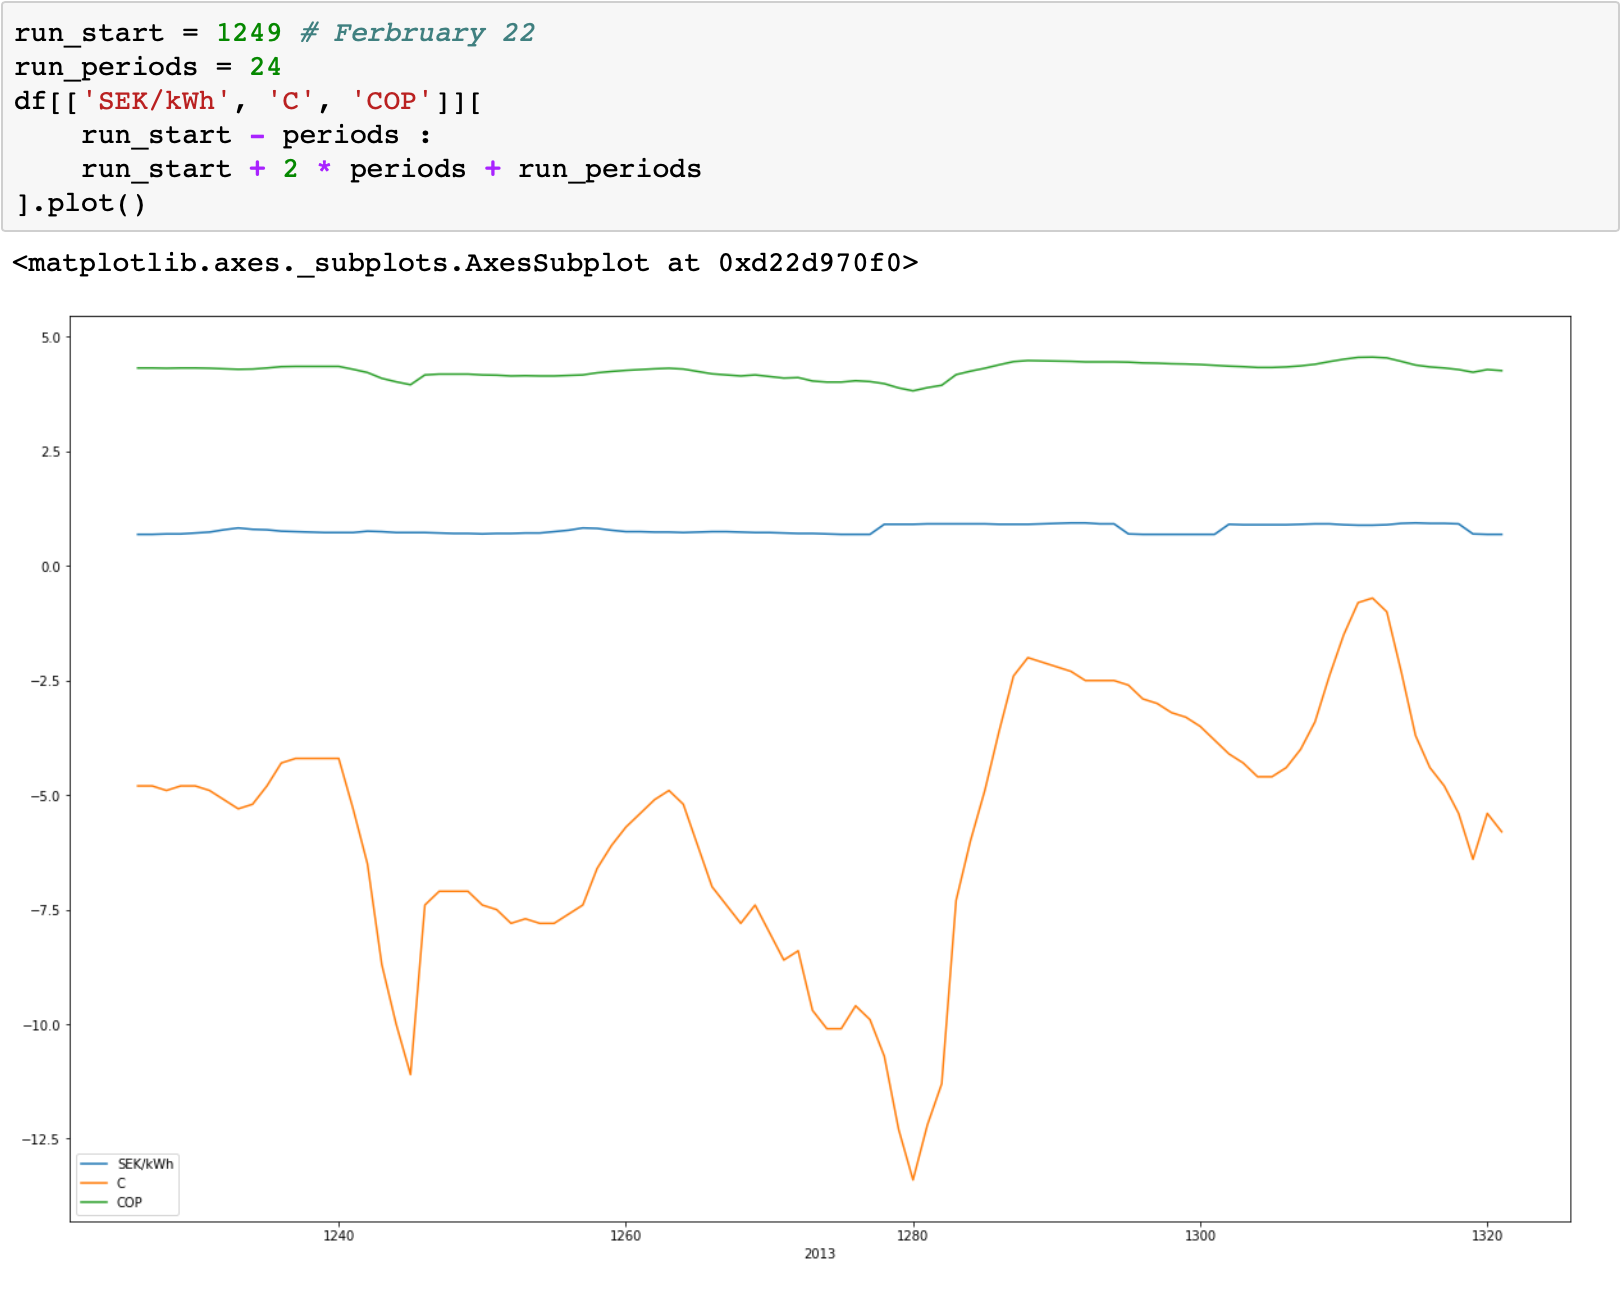 run_start = 1249 # Ferbruary 22
run_periods = 24
df[['SEK/kWh', 'C', 'COP']][
    run_start - periods :
    run_start + 2 * periods + run_periods
].plot()
<matplotlib.axes._subplots.AxesSubplot at 0xd22d970f0>
5.0
2.5
0.0
−2.5
−5.0
−7.5
−10.0
−12.5
SEK/kWh
C
COP
1240 1260 1280 1300 1320
2013